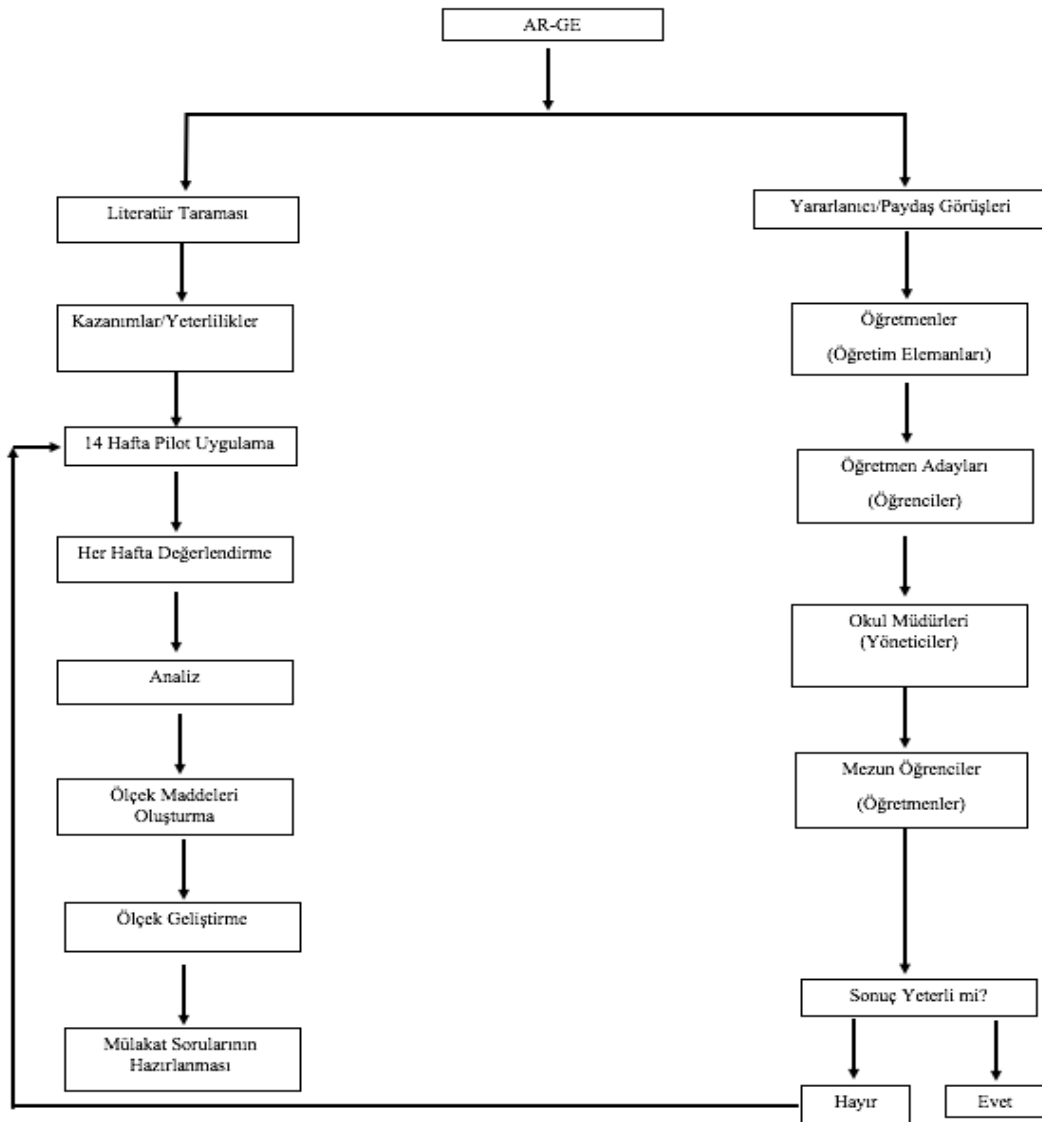 AR-GE
Literatür Taraması
Kazanımlar/Yeterlilikler
14 Hafta Pilot Uygulama
Her Hafta Değerlendirme
Analiz
Ölçek Maddeleri
Oluşturma
Ölçek Geliştirme
Mülakat Sorularının
Hazırlanması
Yararlanıcı/Paydaş Görüşleri
Öğretmenler
(Öğretim Elemanları)
Öğretmen Adayları
(Öğrenciler)
Okul Müdürleri
(Yöneticiler)
Mezun Öğrenciler
(Öğretmenler)
Sonuç Yeterli mi?
Hayır
Evet